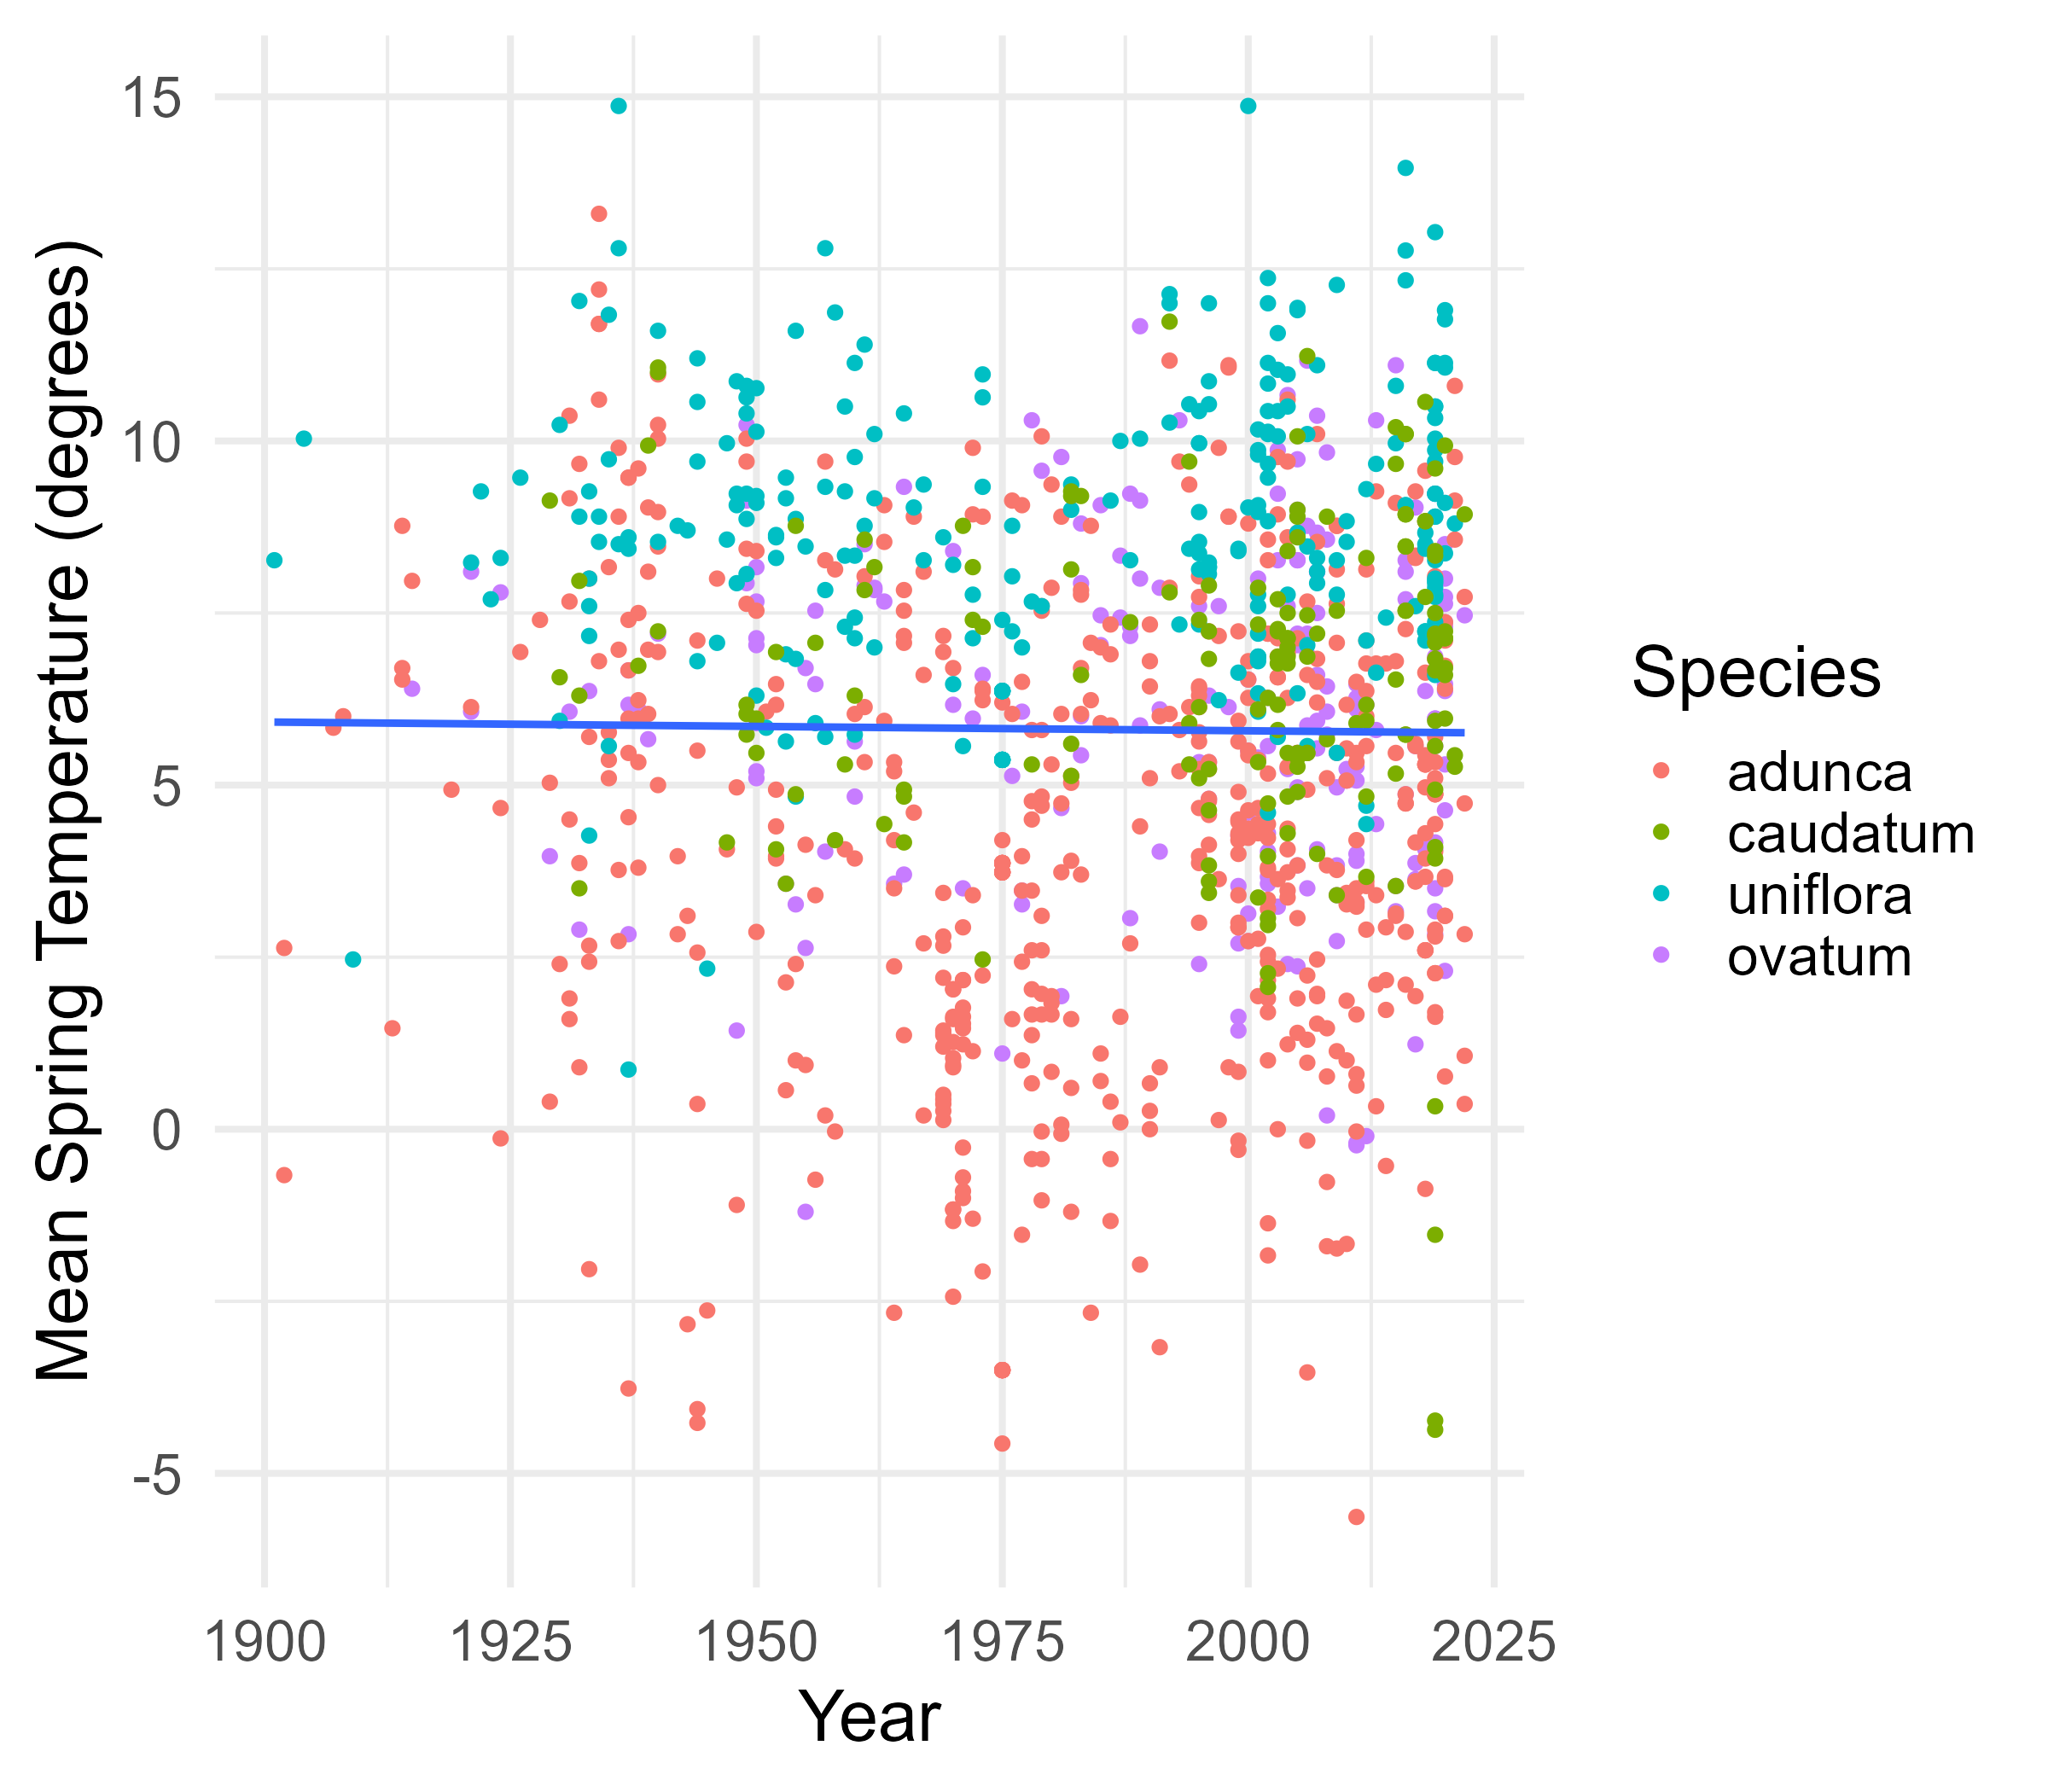 Mean Spring Temperature (degrees)
15
10
5
0
-5
1900 1925 1950 1975 2000 2025
Year
Species
adunca
caudatum
uniflora
ovatum